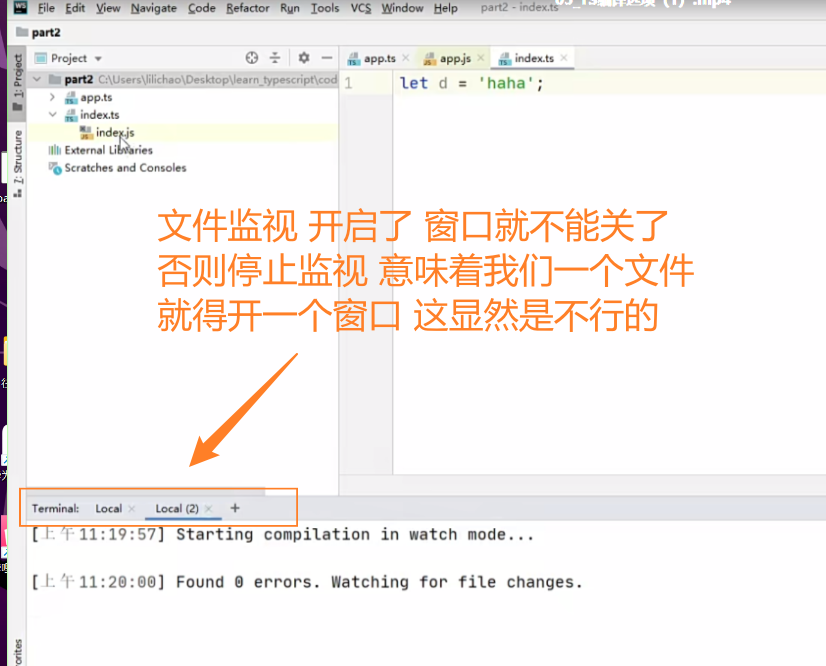 File Edit View Navigate Code Refactor Run Tools VCS Window Help part2 - index.ts
part2
Project
app.ts app.js index.ts
1: Project
part2 C:\Users\lilichao\Desktop\learn_typescript\cod
app.ts
index.ts
index.js
External Libraries
Scratches and Consoles
7: Structure
1 let d = 'haha';
文件监视 开启了 窗口就不能关了
否则停止监视 意味着我们一个文件
就得开一个窗口 这显然是不行的
Terminal: Local Local (2) +
[上午11:19:57] Starting compilation in watch mode...
[上午11:20:00] Found 0 errors. Watching for file changes.